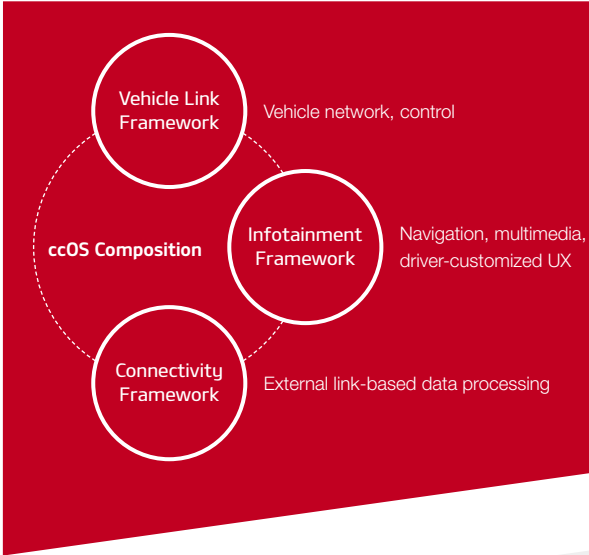 Vehicle Link
Framework
Vehicle network, control
ccOS Composition
Infotainment
Framework
Navigation, multimedia,
driver-customized UX
Connectivity
Framework
External link-based data processing